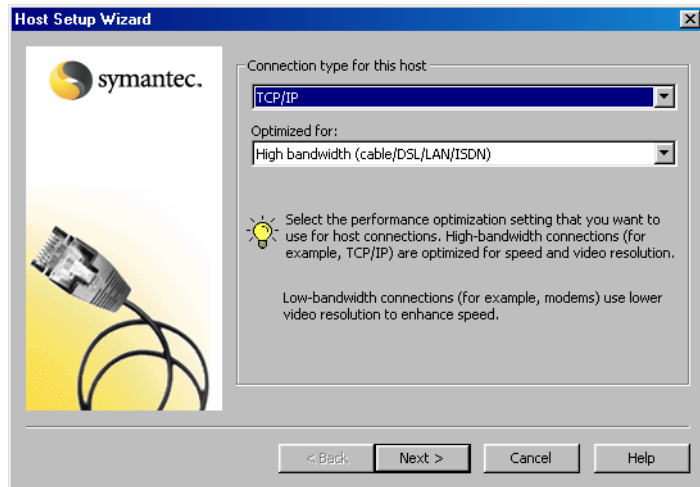 Host Setup Wizard
symantec.
Connection type for this host
TCP/IP
Optimized for:
High bandwidth (cable/DSL/LAN/ISDN)
Select the performance optimization setting that you want to
use for host connections. High-bandwidth connections (for
example, TCP/IP) are optimized for speed and video resolution.
Low-bandwidth connections (for example, modems) use lower
video resolution to enhance speed.
< Back
Next >
Cancel
Help